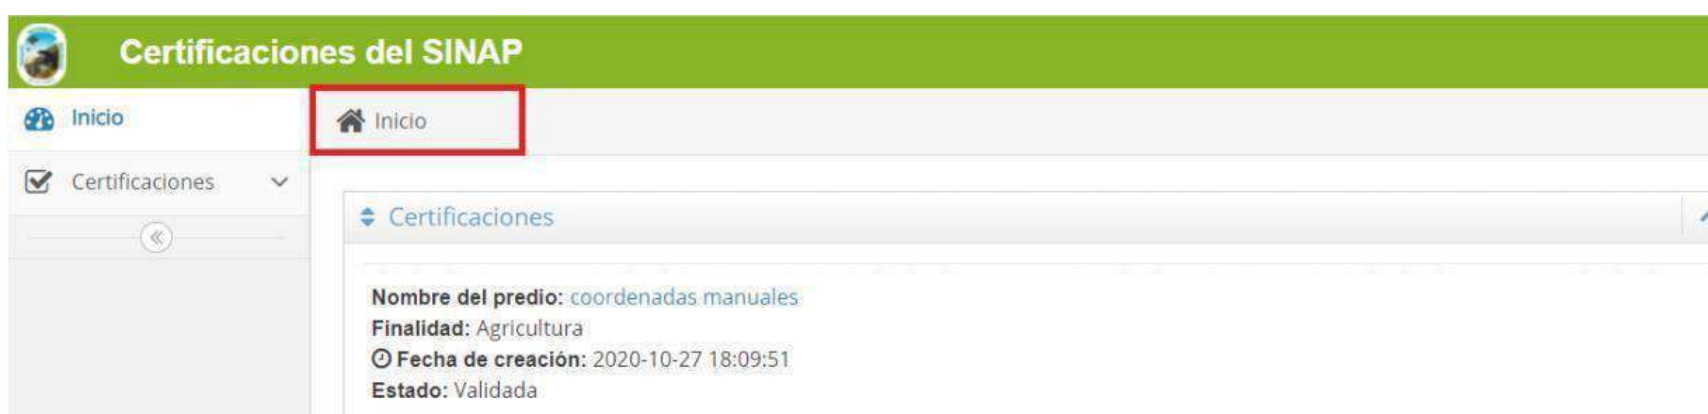 Certificaciones del SINAP
Inicio
Inicio
Certificaciones
Certificaciones
Nombre del predio: coordenadas manuales
Finalidad: Agricultura
Fecha de creación: 2020-10-27 18:09:51
Estado: Validada